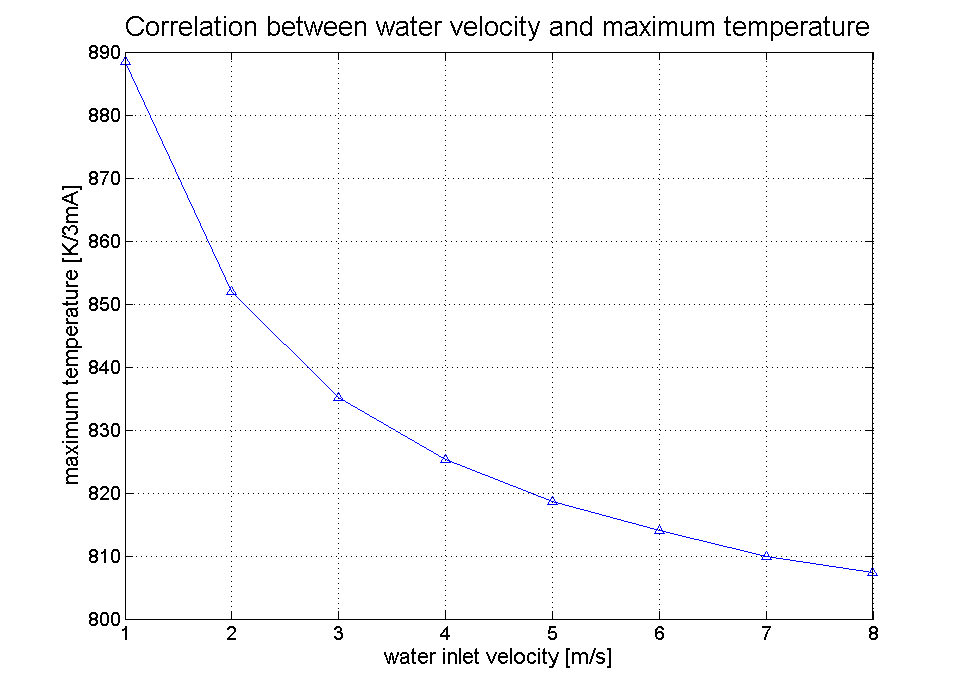 Correlation between water velocity and maximum temperature
890
880
870
860
850
840
830
820
810
800
maximum temperature [K/3mA]
1 2 3 4 5 6 7 8
water inlet velocity [m/s]